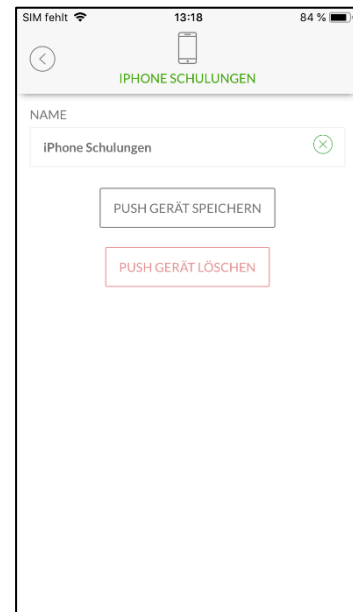 SIM fehlt 13:18 84 %
IPHONE SCHULUNGEN
NAME
iPhone Schulungen
PUSH GERÄT SPEICHERN
PUSH GERÄT LÖSCHEN